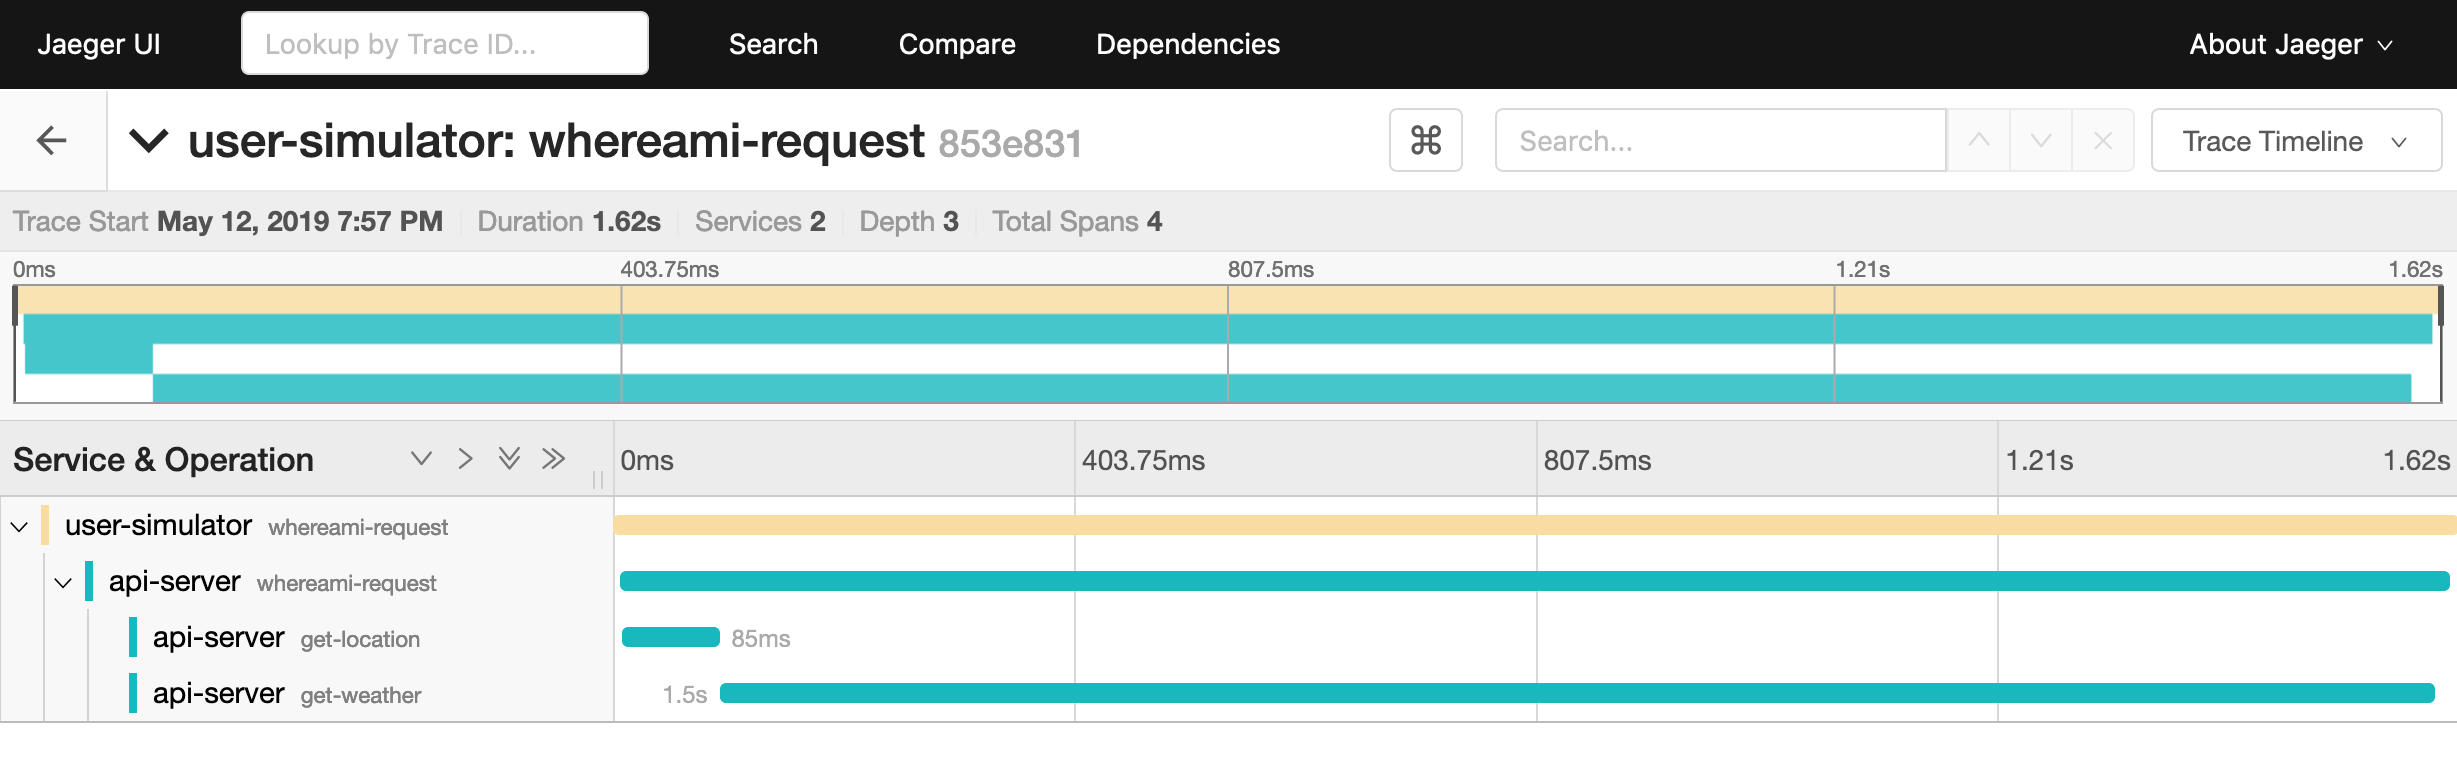 Jaeger UI Lookup by Trace ID... Search Compare Dependencies About Jaeger
user-simulator: whereami-request 853e831 ⌘ Search... Trace Timeline
Trace Start May 12, 2019 7:57 PM Duration 1.62s Services 2 Depth 3 Total Spans 4
0ms 403.75ms 807.5ms 1.21s 1.62s
Service & Operation 0ms 403.75ms 807.5ms 1.21s 1.62s
user-simulator whereami-request
api-server whereami-request
api-server get-location 85ms
api-server get-weather 1.5s